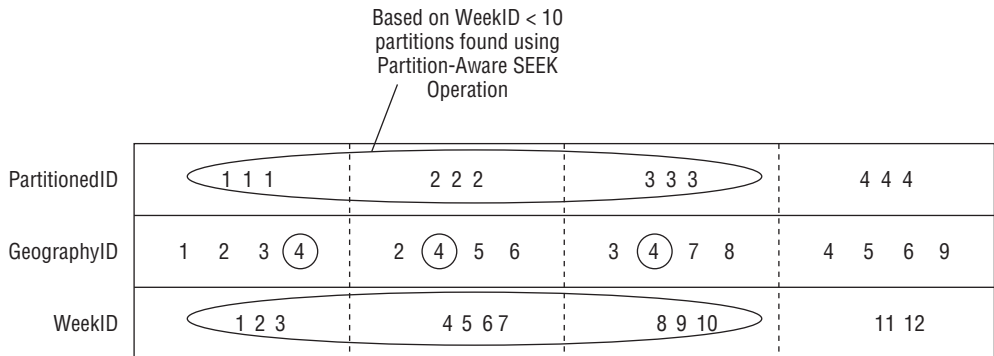 Based on WeekID < 10
partitions found using
Partition-Aware SEEK
Operation
PartitionedID 1 1 1 2 2 2 3 3 3 4 4 4
GeographyID 1 2 3 4 2 4 5 6 3 4 7 8 4 5 6 9
WeekID 1 2 3 4 5 6 7 8 9 10 11 12